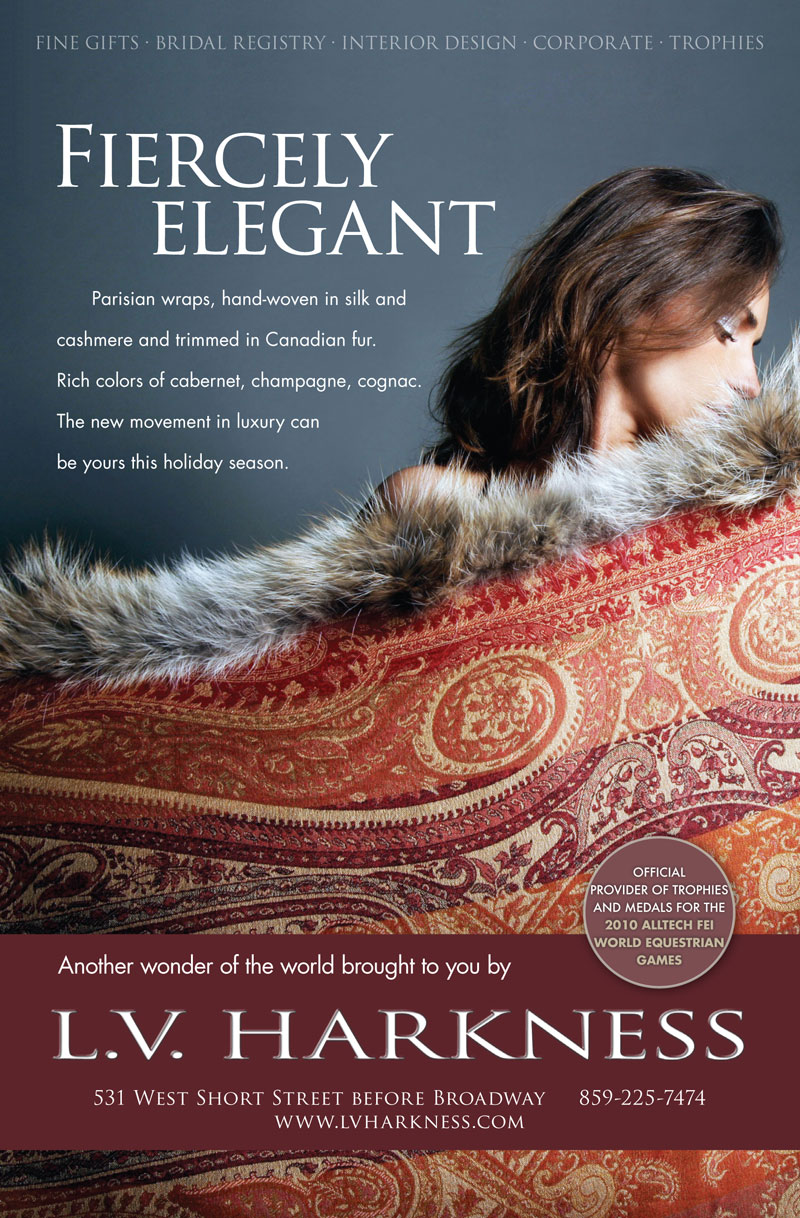 FINE GIFTS · BRIDAL REGISTRY · INTERIOR DESIGN · CORPORATE · TROPHIES
FIERCELY
ELEGANT
Parisian wraps, hand-woven in silk and
cashmere and trimmed in Canadian fur.
Rich colors of cabernet, champagne, cognac.
The new movement in luxury can
be yours this holiday season.
OFFICIAL
PROVIDER OF TROPHIES
AND MEDALS FOR THE
2010 ALLTECH FEI
WORLD EQUESTRIAN
GAMES
Another wonder of the world brought to you by
L.V. HARKNESS
531 WEST SHORT STREET BEFORE BROADWAY 859-225-7474
WWW.LVHARKNESS.COM